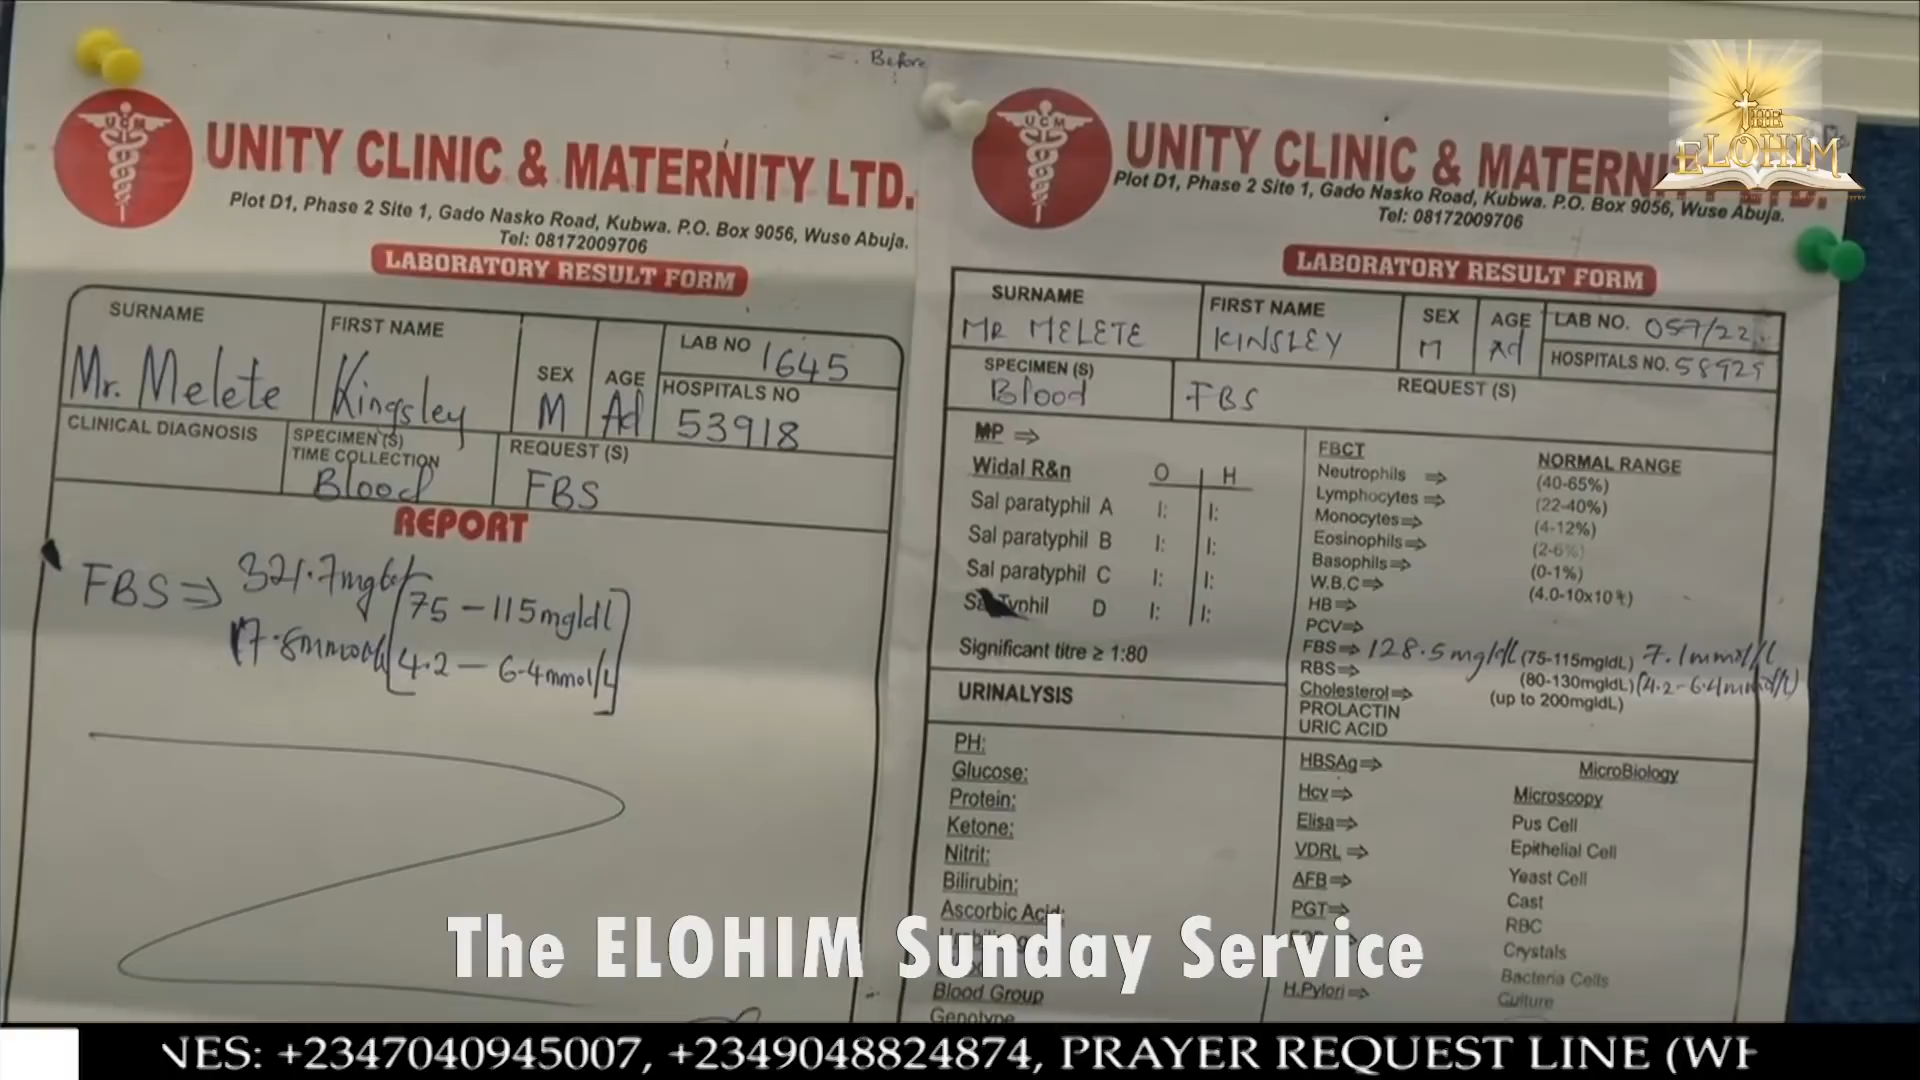 Before
UCM
UNITY CLINIC & MATERNITY LTD.
Plot D1, Phase 2 Site 1, Gado Nasko Road, Kubwa. P.O. Box 9056, Wuse Abuja.
Tel: 08172009706
LABORATORY RESULT FORM
SURNAME
Mr. Melete
FIRST NAME
Kingsley
SEX
M
AGE
Ad
LAB NO 1645
HOSPITALS NO
53918
CLINICAL DIAGNOSIS
SPECIMEN (S)
TIME COLLECTION
Blood
REQUEST (S)
FBS
REPORT
FBS ⇒ 321.7mg/dl [75 – 115mg/dl
17.8mmol/l [4.2 – 6.4mmol/L]
UCM
UNITY CLINIC & MATERNITY LTD.
Plot D1, Phase 2 Site 1, Gado Nasko Road, Kubwa. P.O. Box 9056, Wuse Abuja.
Tel: 08172009706
LABORATORY RESULT FORM
SURNAME
MR MELETE
FIRST NAME
KINSLEY
SEX
M
AGE
Ad
LAB NO. 057/22
HOSPITALS NO. 58929
SPECIMEN (S)
Blood
REQUEST (S)
FBS
MP ⇒
Widal R&n O H
Sal paratyphil A I: I:
Sal paratyphil B I: I:
Sal paratyphil C I: I:
D I: I:
Significant titre ≥ 1:80
URINALYSIS
PH:
Glucose:
Protein:
Ketone:
Nitrit:
Bilirubin:
Ascorbic Acid:
Blood Group
Genotype
FBCT NORMAL RANGE
Neutrophils ⇒ (40-65%)
Lymphocytes ⇒ (22-40%)
Monocytes ⇒ (4-12%)
Eosinophils ⇒ (2-6%)
Basophils ⇒ (0-1%)
W.B.C ⇒ (4.0-10x10
HB ⇒
PCV ⇒
FBS ⇒ 128.5mg/dl (75-115mgldL) 7.1mmol/l
RBS ⇒ (80-130mgldL) (4.2-6.4mmol/l)
Cholesterol ⇒ (up to 200mgldL)
PROLACTIN
URIC ACID
HBSAg ⇒
Hcv ⇒
Elisa ⇒
VDRL ⇒
AFB ⇒
PGT ⇒
H.Pylori ⇒
MicroBiology
Microscopy
Pus Cell
Epithelial Cell
Yeast Cell
Cast
RBC
Crystals
Bacteria Cells
Culture
THE
ELOHIM
The ELOHIM Sunday Service
NES: +2347040945007, +2349048824874, PRAYER REQUEST LINE (WH